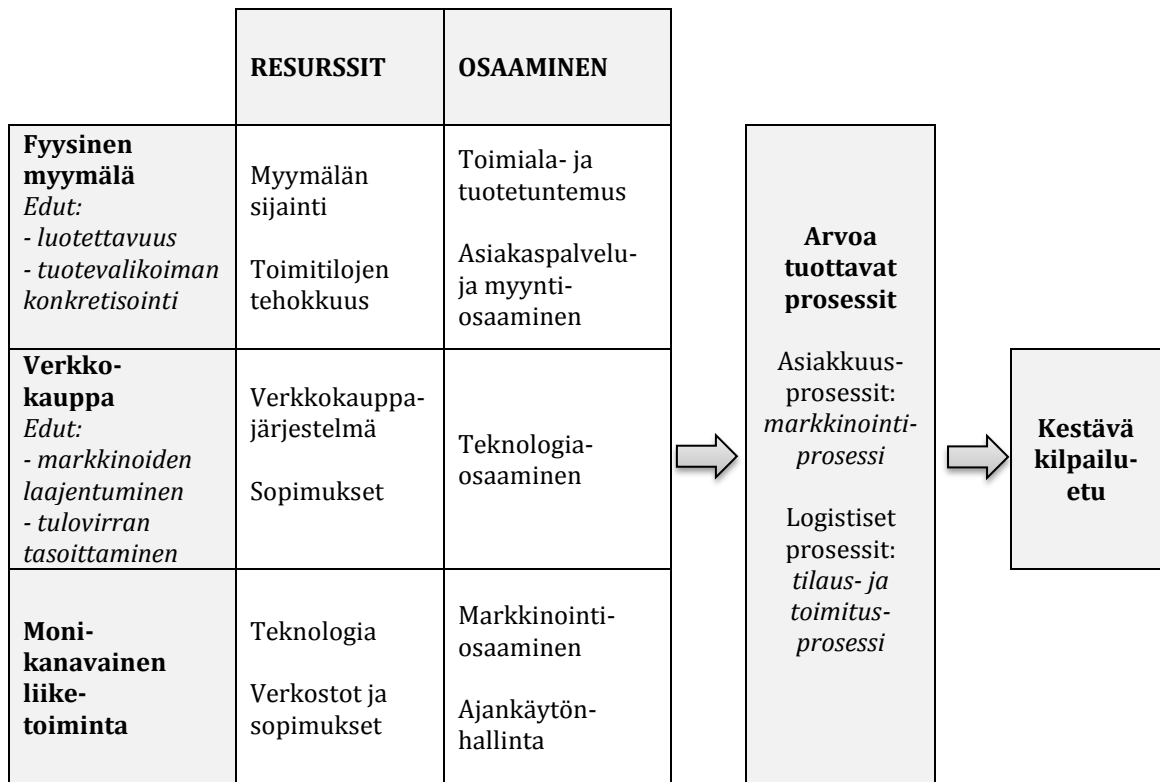 RESURSSIT
OSAAMINEN
Fyysinen
myymälä
Edut:
- luotettavuus
- tuotevalikoiman
konkretisointi
Myymälän
sijainti
Toimitilojen
tehokkuus
Toimiala- ja
tuotetuntemus
Asiakaspalvelu-
ja myynti-
osaaminen
Verkko-
kauppa
Edut:
- markkinoiden
laajentuminen
- tulovirran
tasoittaminen
Verkkokauppa-
järjestelmä
Sopimukset
Teknologia-
osaaminen
Moni-
kanavainen
liike-
toiminta
Teknologia
Verkostot ja
sopimukset
Markkinointi-
osaaminen
Ajankäytön-
hallinta
Arvoa
tuottavat
prosessit
Asiakkuus-
prosessit:
markkinointi-
prosessi
Logistiset
prosessit:
tilaus- ja
toimitus-
prosessi
Kestävä
kilpailu-
etu